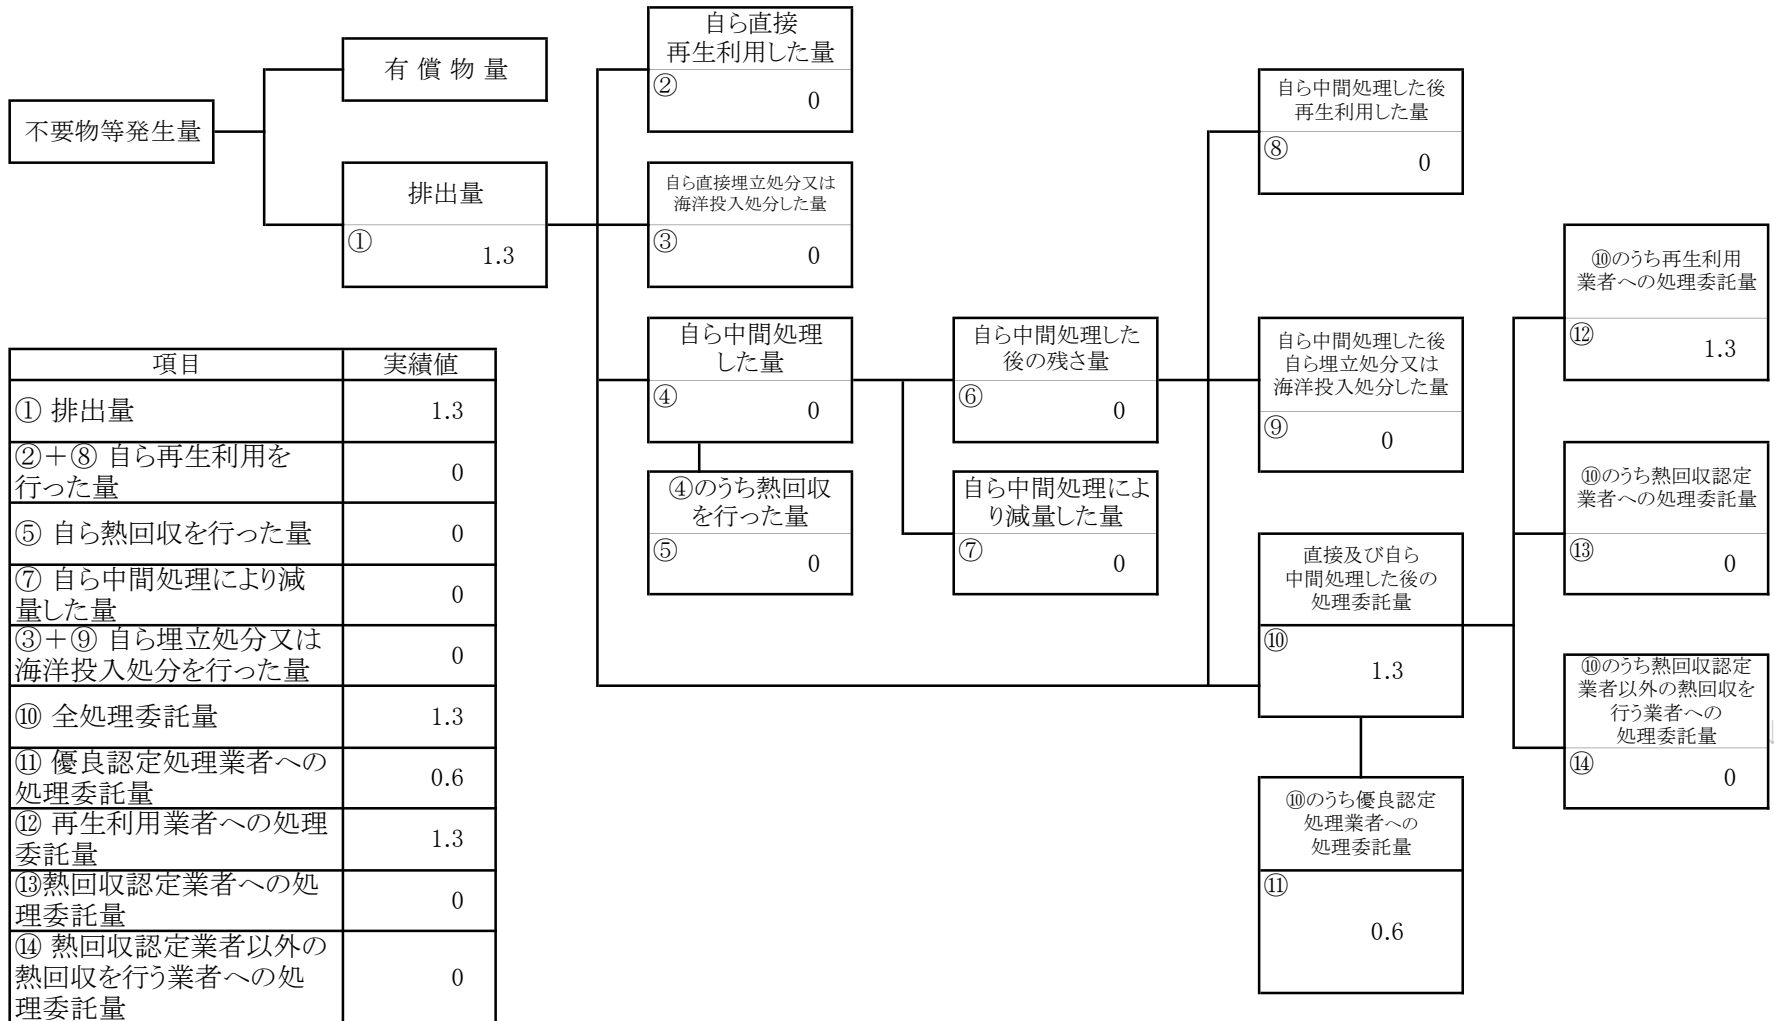 不要物等発生量
有 償 物 量
排出量
①
1.3
自ら直接
再生利用した量
②
0
自ら直接埋立処分又は
海洋投入処分した量
③
0
自ら中間処理
した量
④
0
④のうち熱回収
を行った量
⑤
0
自ら中間処理した
後の残さ量
⑥
0
自ら中間処理によ
り減量した量
⑦
0
自ら中間処理した後
再生利用した量
⑧
0
自ら中間処理した後
自ら埋立処分又は
海洋投入処分した量
⑨
0
直接及び自ら
中間処理した後の
処理委託量
⑩
1.3
⑩のうち優良認定
処理業者への
処理委託量
⑪
0.6
⑩のうち再生利用
業者への処理委託量
⑫
1.3
⑩のうち熱回収認定
業者への処理委託量
⑬
0
⑩のうち熱回収認定
業者以外の熱回収を
行う業者への
処理委託量
⑭
0
項目 実績値
① 排出量 1.3
②＋⑧ 自ら再生利用を
行った量 0
⑤ 自ら熱回収を行った量 0
⑦ 自ら中間処理により減
量した量 0
③＋⑨ 自ら埋立処分又は
海洋投入処分を行った量 0
⑩ 全処理委託量 1.3
⑪ 優良認定処理業者への
処理委託量 0.6
⑫ 再生利用業者への処理
委託量 1.3
⑬熱回収認定業者への処
理委託量 0
⑭ 熱回収認定業者以外の
熱回収を行う業者への処
理委託量 0